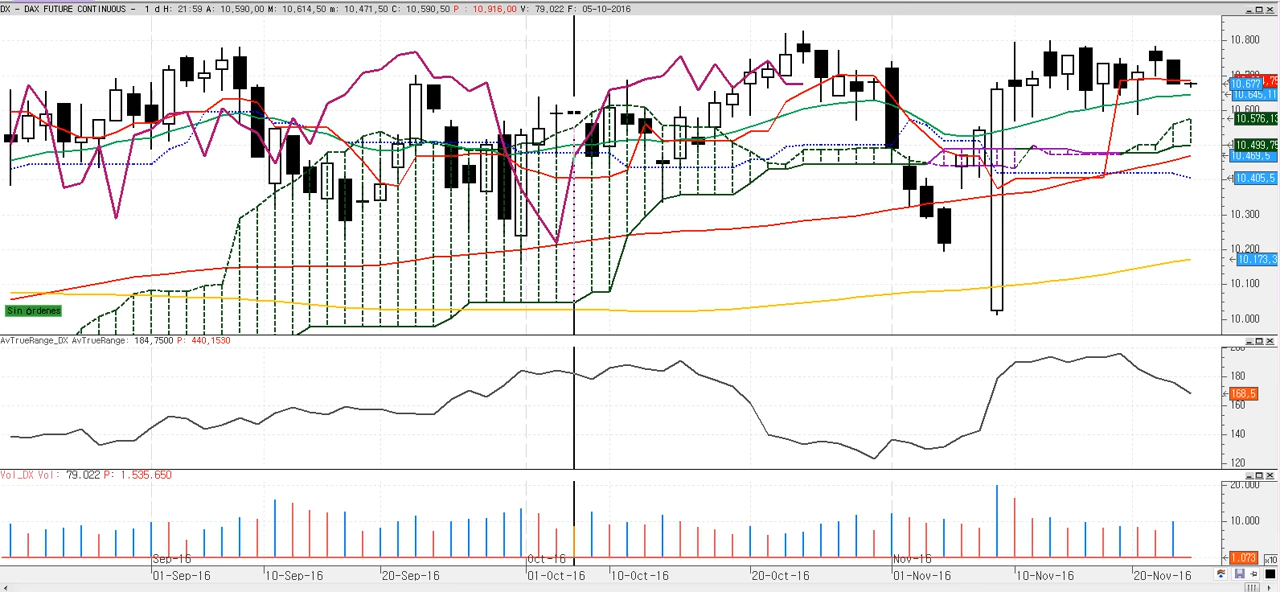 DX - DAX FUTURE CONTINUOUS - 1 d H: 21:59 A: 10,590,00 M: 10,614,50 m: 10,471,50 C: 10,590,50 P : 10,916,00 V: 79.022 F: 05-10-2016
10.800
10.677
10.645,11
10.600
10.576,13
10.499,75
10.469,5
10.405,5
10.300
10.200
10.173,3
10.100
Sin órdenes
10.000
AvTrueRange_DX AvTrueRange: 184,7500 P: 440,1530
200
180
168,5
160
140
120
Vol_DX Vol: 79.022 P: 1.535.650
20.000
10.000
1.073
x10
Sep-16
Oct-16
Nov-16
01-Sep-16
10-Sep-16
20-Sep-16
01-Oct-16
10-Oct-16
20-Oct-16
01-Nov-16
10-Nov-16
20-Nov-16